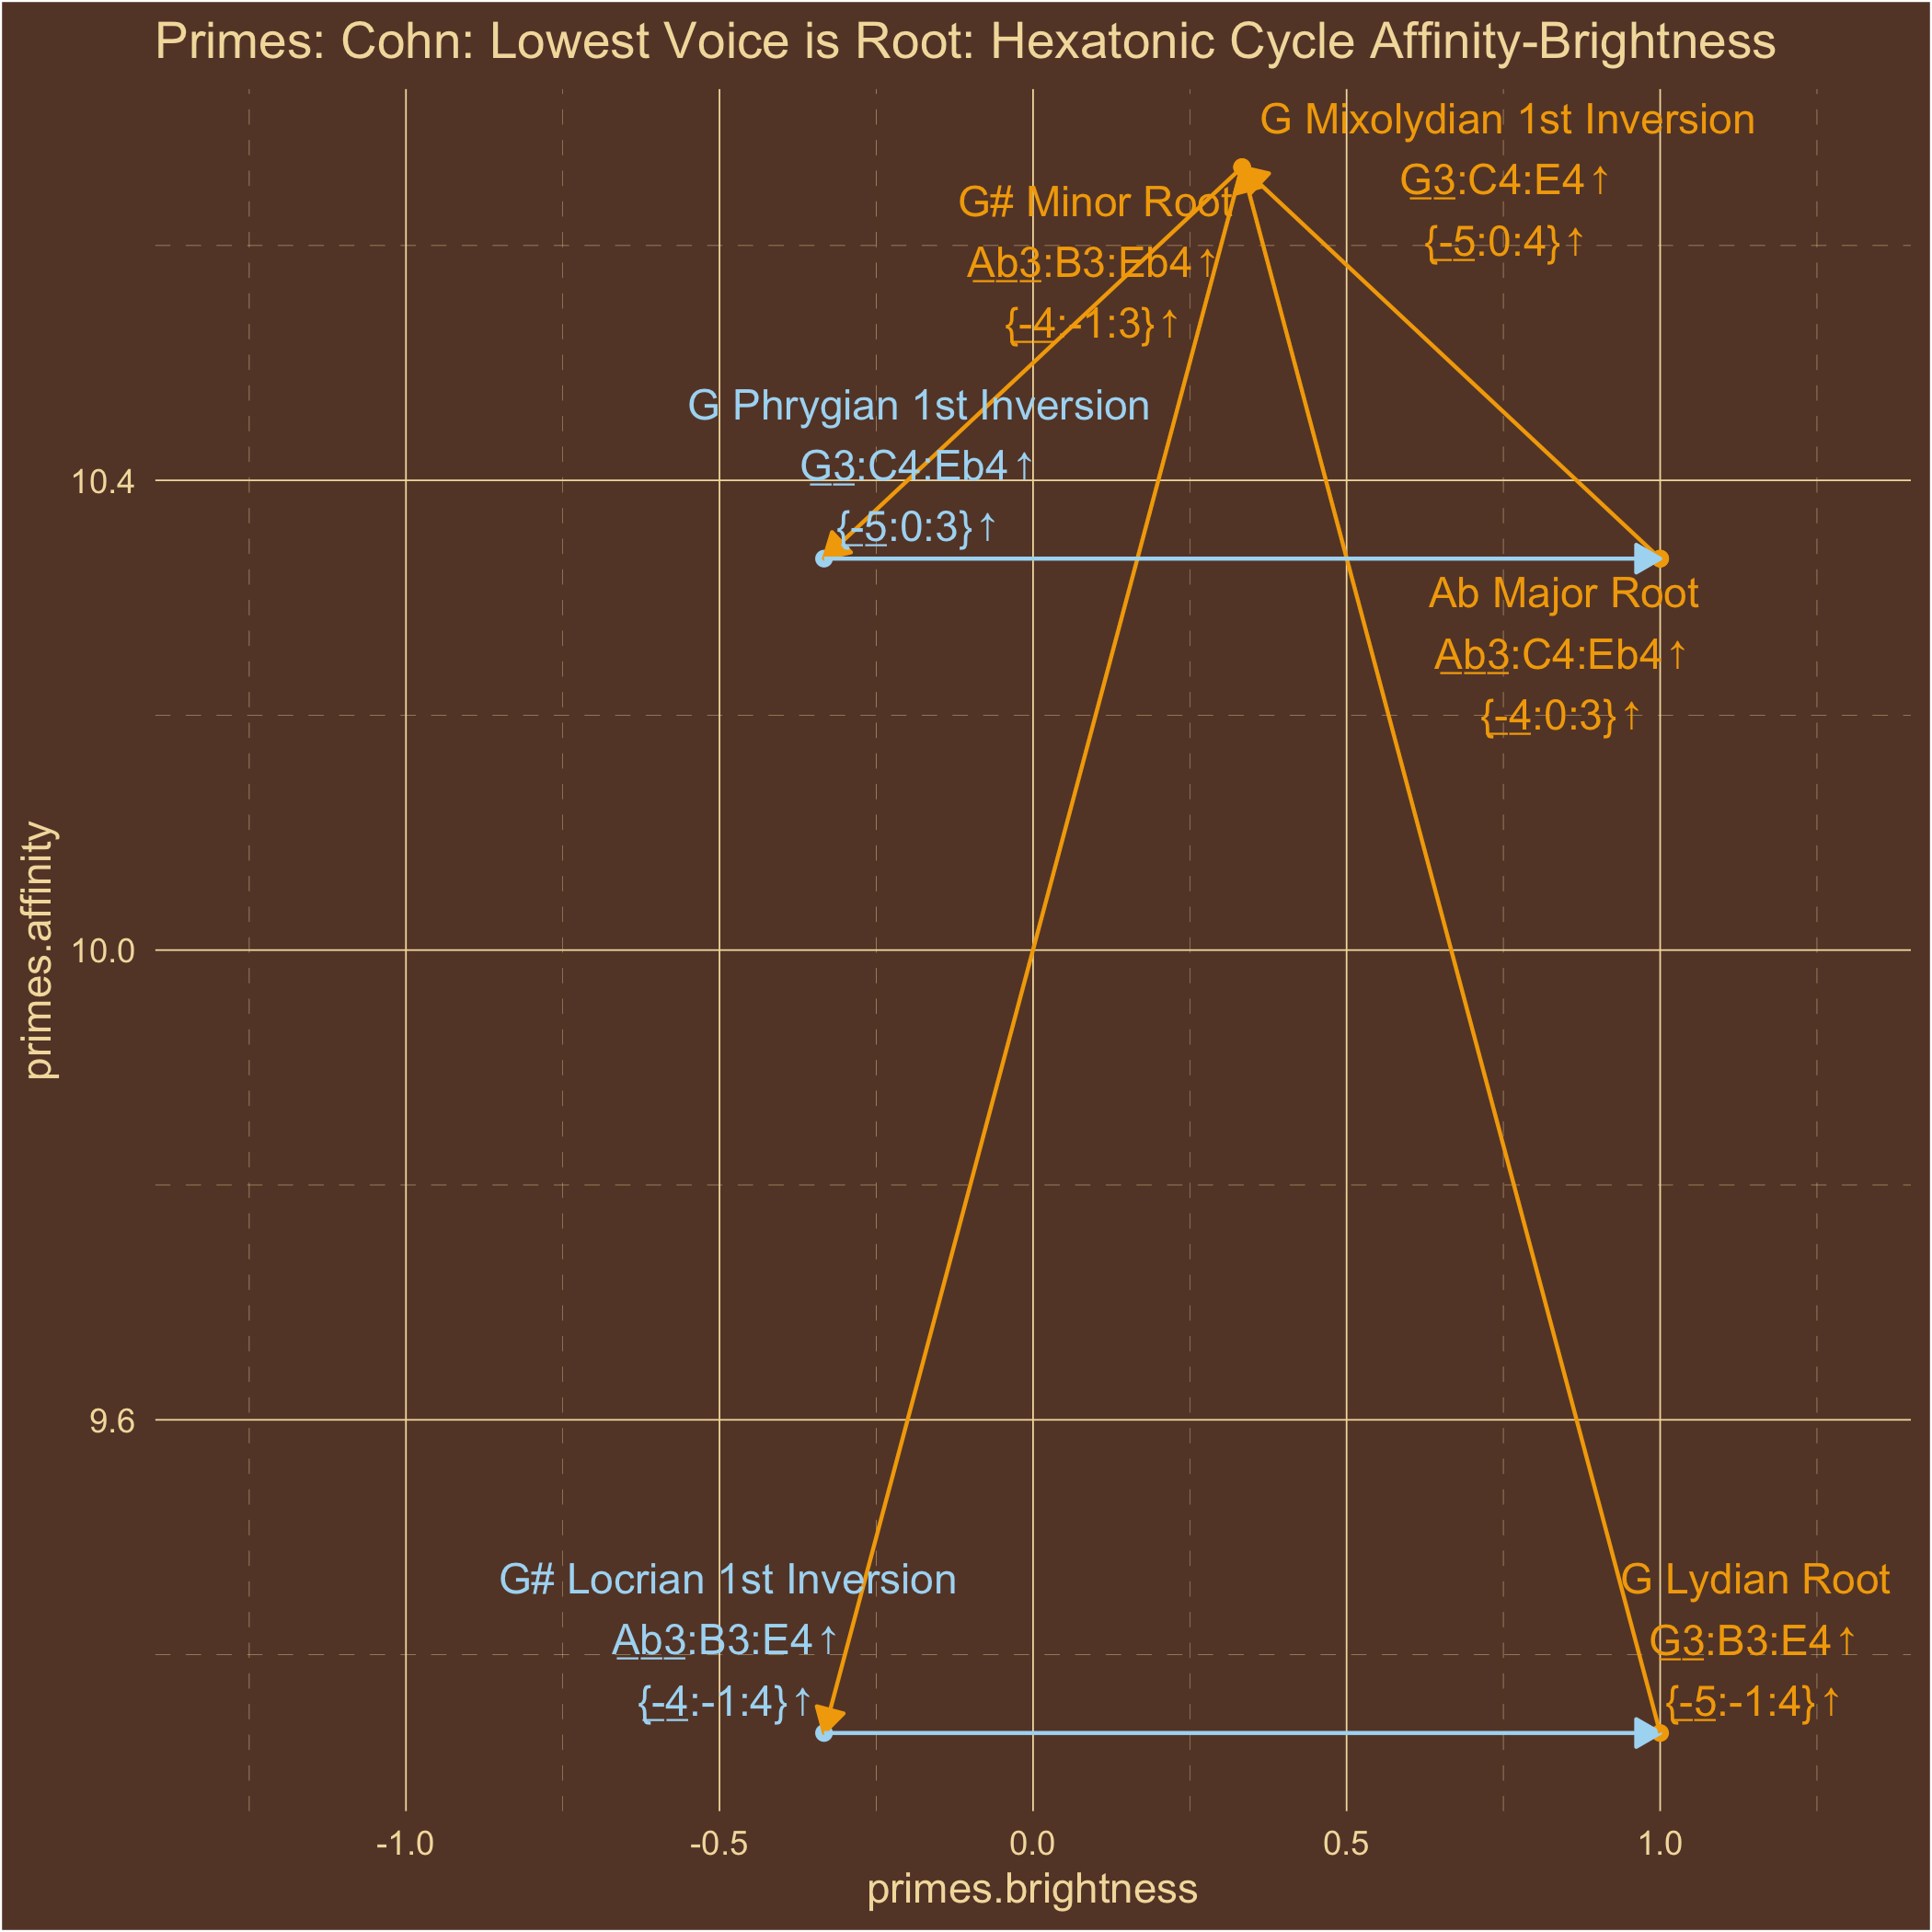 Primes: Cohn: Lowest Voice is Root: Hexatonic Cycle Affinity-Brightness
G Mixolydian 1st Inversion
G3:C4:E4↑
{-5:0:4}↑
G# Minor Root
Ab3:B3:Eb4↑
{-4:-1:3}↑
G Phrygian 1st Inversion
G3:C4:Eb4↑
{-5:0:3}↑
Ab Major Root
Ab3:C4:Eb4↑
{-4:0:3}↑
G# Locrian 1st Inversion
Ab3:B3:E4↑
{-4:-1:4}↑
G Lydian Root
G3:B3:E4↑
{-5:-1:4}↑
10.4
10.0
9.6
primes.affinity
-1.0
-0.5
0.0
0.5
1.0
primes.brightness